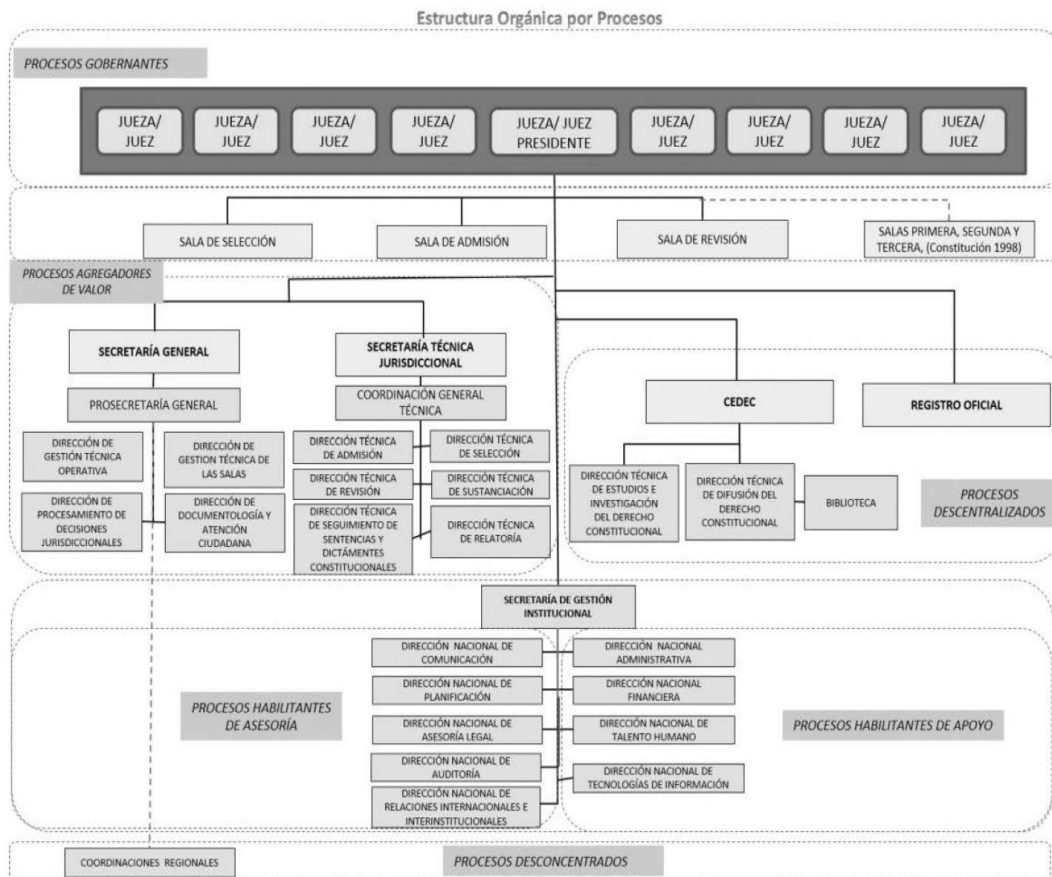 Estructura Orgánica por Procesos
PROCESOS GOBERNANTES
JUEZA/
JUEZ
JUEZA/
JUEZ
JUEZA/
JUEZ
JUEZA/
JUEZ
JUEZA/ JUEZ
PRESIDENTE
JUEZA/
JUEZ
JUEZA/
JUEZ
JUEZA/
JUEZ
JUEZA/
JUEZ
SALA DE SELECCIÓN
SALA DE ADMISIÓN
SALA DE REVISIÓN
SALAS PRIMERA, SEGUNDA Y
TERCERA, (Constitución 1998)
PROCESOS AGREGADORES
DE VALOR
SECRETARÍA GENERAL
PROSECRETARÍA GENERAL
DIRECCIÓN DE
GESTIÓN TÉCNICA
OPERATIVA
DIRECCIÓN DE
GESTION TÉCNICA DE
LAS SALAS
DIRECCIÓN DE
PROCESAMIENTO DE
DECISIONES
JURISDICCIONALES
DIRECCIÓN DE
DOCUMENTOLOGÍA Y
ATENCIÓN
CIUDADANA
SECRETARÍA TÉCNICA
JURISDICCIONAL
COORDINACIÓN GENERAL
TÉCNICA
DIRECCIÓN TÉCNICA
DE ADMISIÓN
DIRECCIÓN TÉCNICA
DE SELECCIÓN
DIRECCIÓN TÉCNICA
DE REVISIÓN
DIRECCIÓN TÉCNICA
DE SUSTANCIACIÓN
DIRECCIÓN TÉCNICA
DE SEGUIMIENTO DE
SENTENCIAS Y
DICTÁMENTES
CONSTITUCIONALES
DIRECCIÓN TÉCNICA
DE RELATORÍA
CEDEC
REGISTRO OFICIAL
DIRECCIÓN TÉCNICA
DE ESTUDIOS E
INVESTIGACIÓN
DEL DERECHO
CONSTITUCIONAL
DIRECCIÓN TÉCNICA
DE DIFUSIÓN DEL
DERECHO
CONSTITUCIONAL
BIBLIOTECA
PROCESOS
DESCENTRALIZADOS
SECRETARÍA DE GESTIÓN
INSTITUCIONAL
PROCESOS HABILITANTES
DE ASESORÍA
DIRECCIÓN NACIONAL DE
COMUNICACIÓN
DIRECCIÓN NACIONAL DE
PLANIFICACIÓN
DIRECCIÓN NACIONAL DE
ASESORÍA LEGAL
DIRECCIÓN NACIONAL DE
AUDITORÍA
DIRECCIÓN NACIONAL DE
RELACIONES INTERNACIONALES E
INTERINSTITUCIONALES
DIRECCIÓN NACIONAL
ADMINISTRATIVA
DIRECCIÓN NACIONAL
FINANCIERA
DIRECCIÓN NACIONAL DE
TALENTO HUMANO
DIRECCIÓN NACIONAL DE
TECNOLOGÍAS DE INFORMACIÓN
PROCESOS HABILITANTES DE APOYO
COORDINACIONES REGIONALES
PROCESOS DESCONCENTRADOS